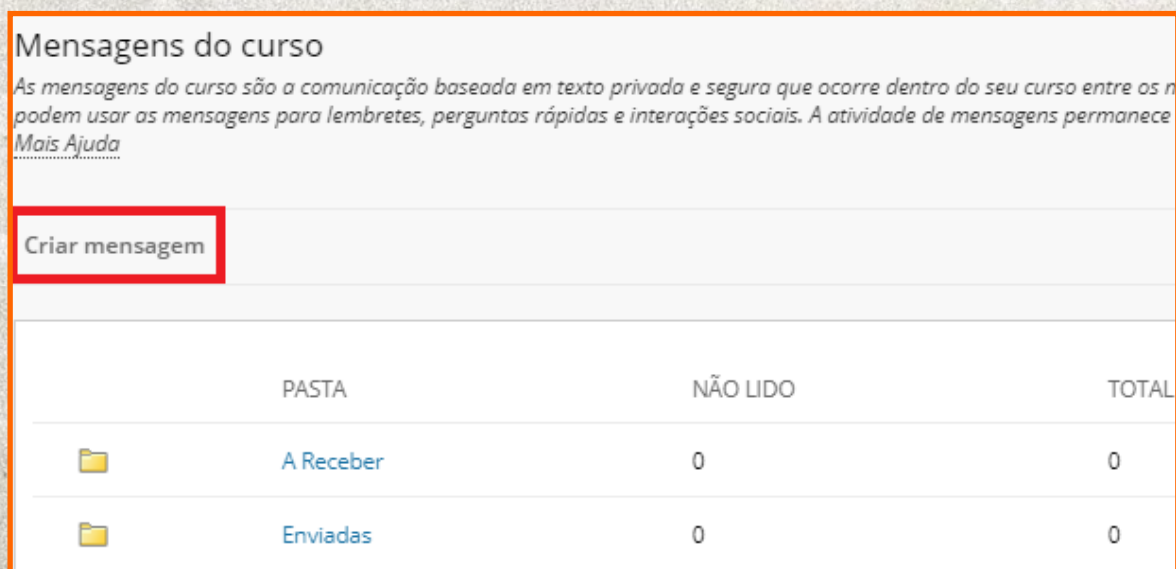 Mensagens do curso
As mensagens do curso são a comunicação baseada em texto privada e segura que ocorre dentro do seu curso entre os
podem usar as mensagens para lembretes, perguntas rápidas e interações sociais. A atividade de mensagens permanece
Mais Ajuda
Criar mensagem
PASTA NÃO LIDO TOTAL
A Receber 0 0
Enviadas 0 0